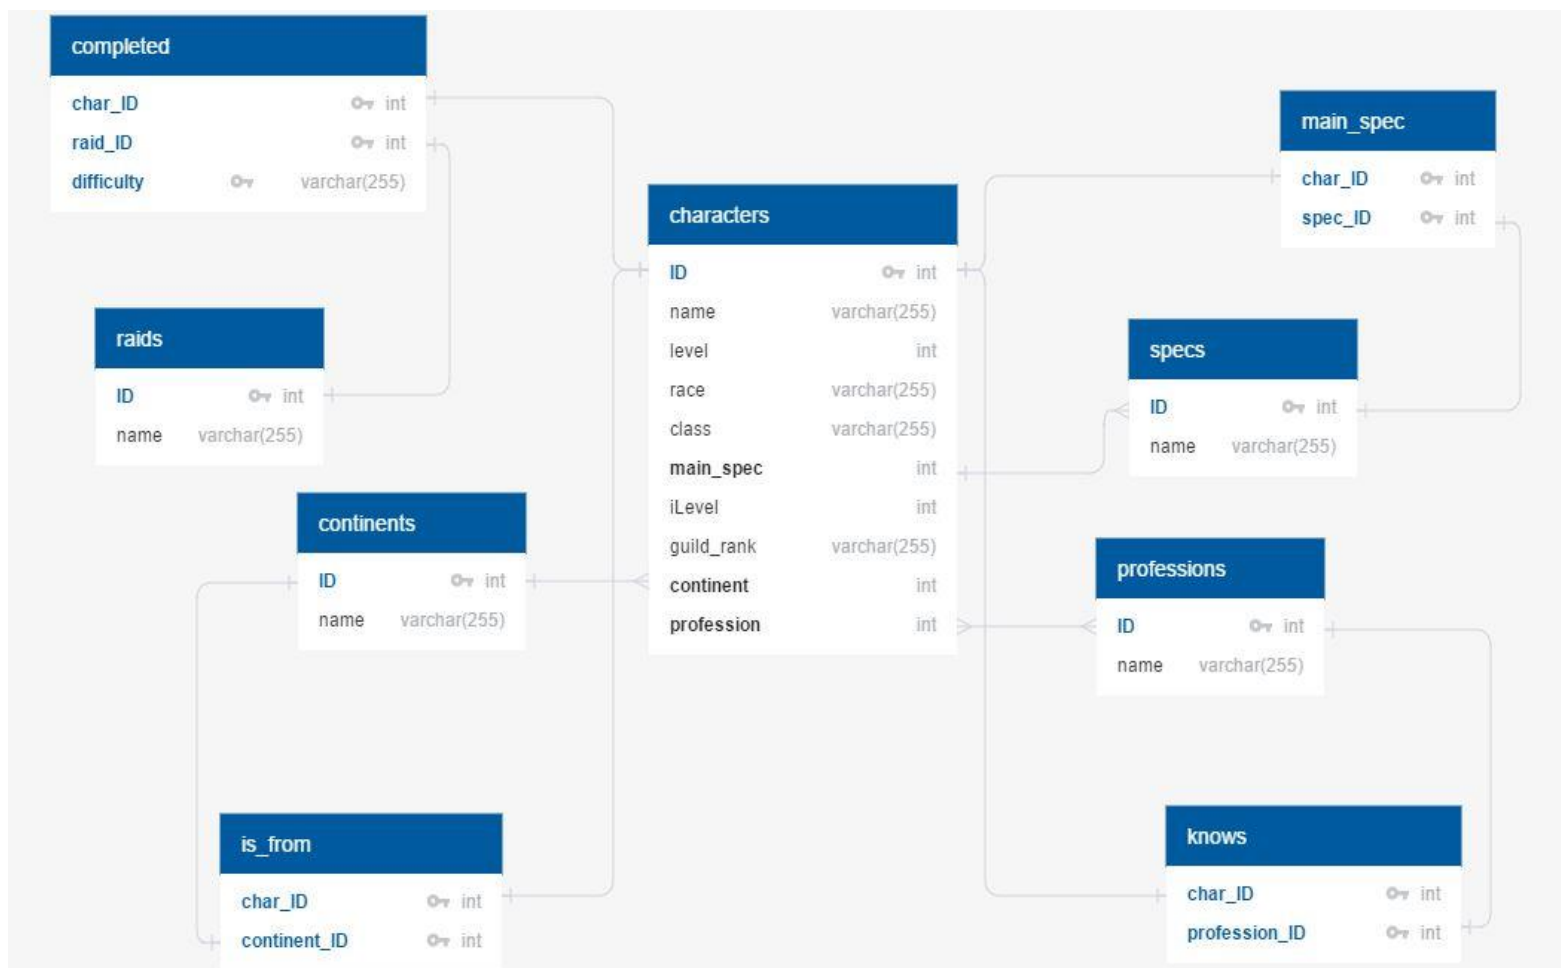 completed
char_ID int
raid_ID int
difficulty varchar(255)
main_spec
char_ID int
spec_ID int
characters
ID int
name varchar(255)
level int
race varchar(255)
class varchar(255)
main_spec int
iLevel int
guild_rank varchar(255)
continent int
profession int
raids
ID int
name varchar(255)
specs
ID int
name varchar(255)
continents
ID int
name varchar(255)
professions
ID int
name varchar(255)
is_from
char_ID int
continent_ID int
knows
char_ID int
profession_ID int